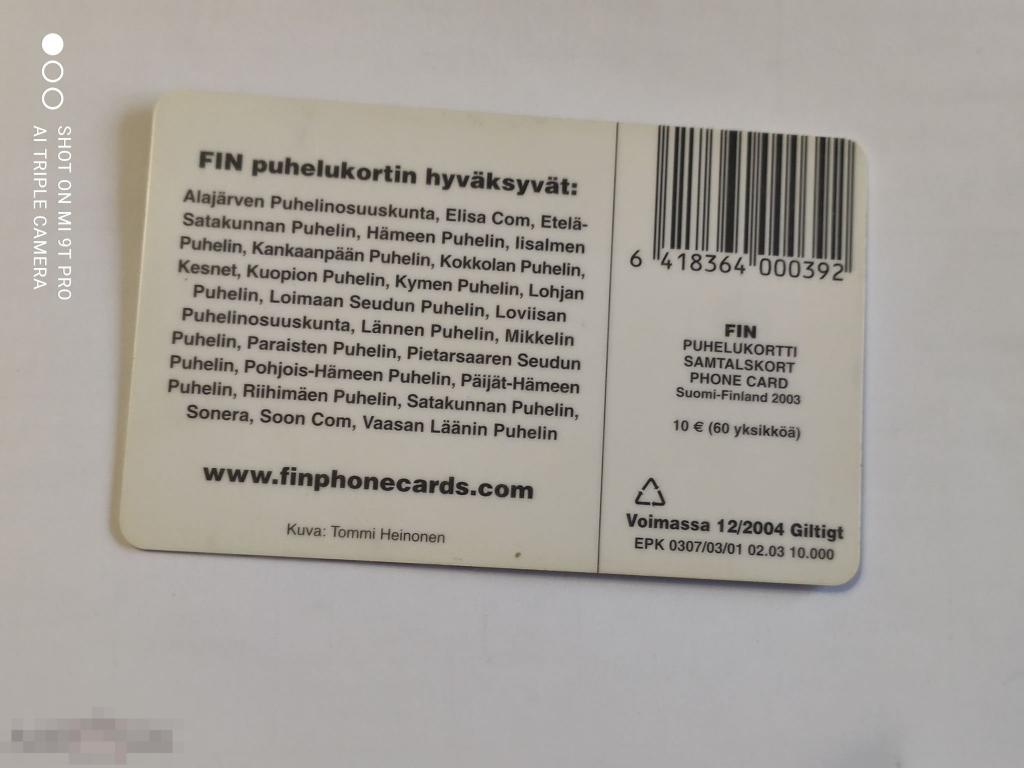 SHOT ON MI 9T PRO
AI TRIPLE CAMERA
FIN puhelukortin hyväksyvät:
Alajärven Puhelinosuuskunta, Elisa Com, Etelä-
Satakunnan Puhelin, Hämeen Puhelin, Iisalmen
Puhelin, Kankaanpään Puhelin, Kokkolan Puhelin,
Kesnet, Kuopion Puhelin, Kymen Puhelin, Lohjan
Puhelin, Loimaan Seudun Puhelin, Loviisan
Puhelinosuuskunta, Lännen Puhelin, Mikkelin
Puhelin, Paraisten Puhelin, Pietarsaaren Seudun
Puhelin, Pohjois-Hämeen Puhelin, Päijät-Hämeen
Puhelin, Riihimäen Puhelin, Satakunnan Puhelin,
Sonera, Soon Com, Vaasan Läänin Puhelin
www.finphonecards.com
Kuva: Tommi Heinonen
6 418364 000392
FIN
PUHELUKORTTI
SAMTALSKORT
PHONE CARD
Suomi-Finland 2003
10 € (60 yksikköä)
Voimassa 12/2004 Giltigt
EPK 0307/03/01 02.03 10.000